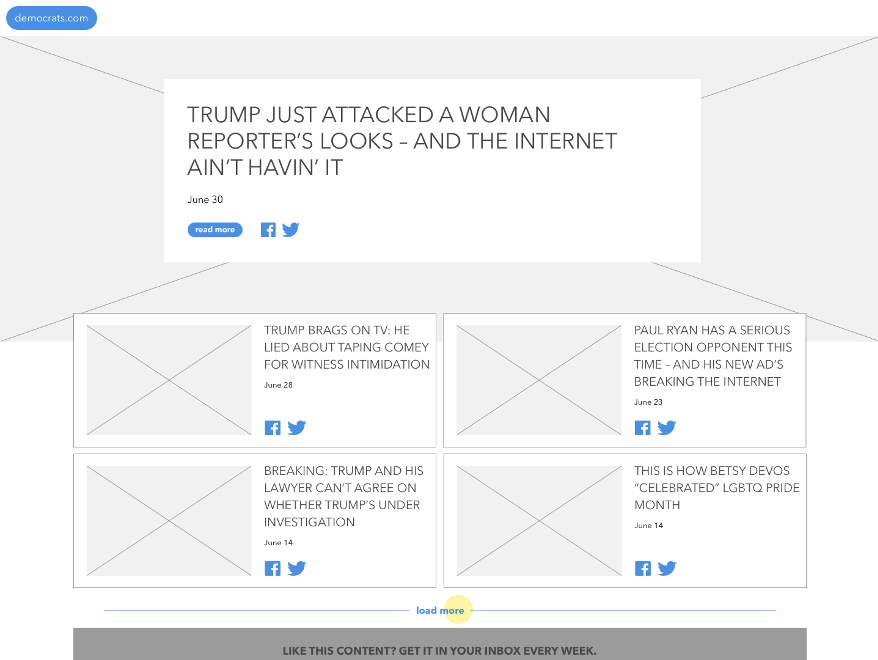 democrats.com
TRUMP JUST ATTACKED A WOMAN
REPORTER'S LOOKS – AND THE INTERNET
AIN'T HAVIN' IT
June 30
read more
TRUMP BRAGS ON TV: HE
LIED ABOUT TAPING COMEY
FOR WITNESS INTIMIDATION
June 28
PAUL RYAN HAS A SERIOUS
ELECTION OPPONENT THIS
TIME – AND HIS NEW AD'S
BREAKING THE INTERNET
June 23
BREAKING: TRUMP AND HIS
LAWYER CAN'T AGREE ON
WHETHER TRUMP'S UNDER
INVESTIGATION
June 14
THIS IS HOW BETSY DEVOS
“CELEBRATED” LGBTQ PRIDE
MONTH
June 14
load more
LIKE THIS CONTENT? GET IT IN YOUR INBOX EVERY WEEK.